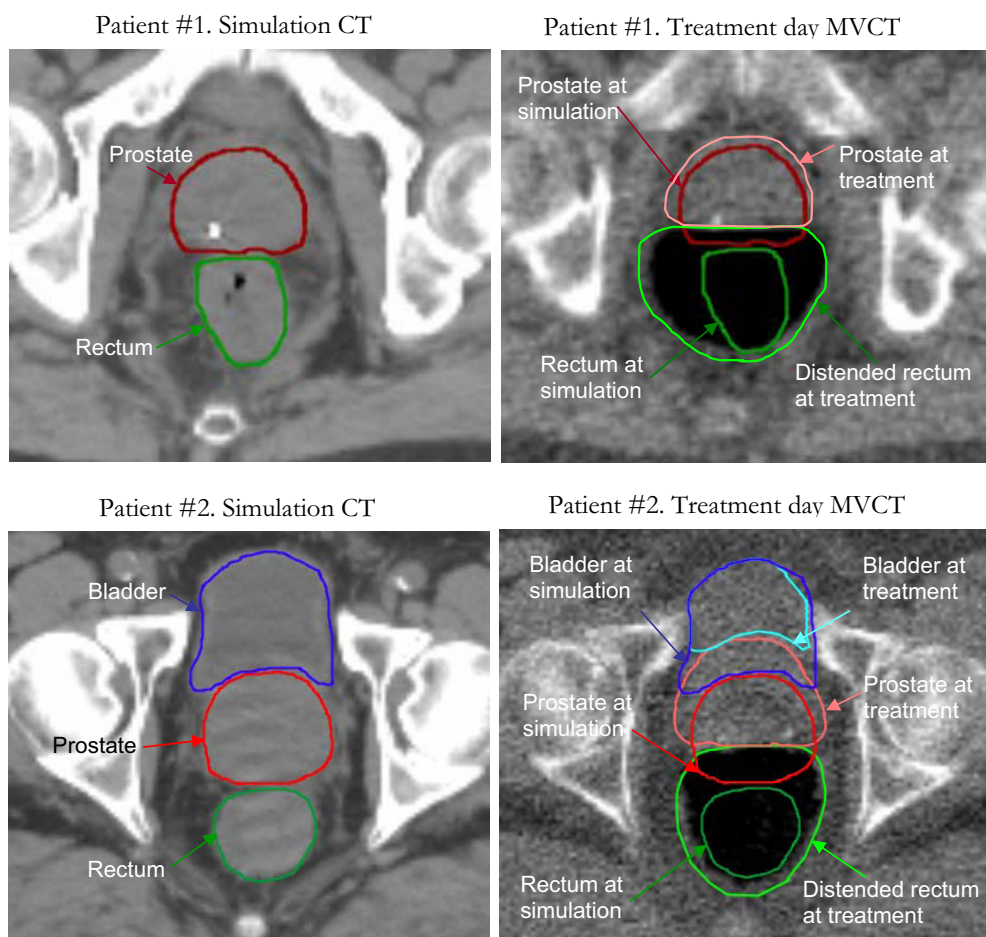 Patient #1. Simulation CT
Patient #1. Treatment day MVCT
Prostate
Rectum
Prostate at
simulation
Prostate at
treatment
Rectum at
simulation
Distended rectum
at treatment
Patient #2. Simulation CT
Patient #2. Treatment day MVCT
Bladder
Prostate
Rectum
Bladder at
simulation
Bladder at
treatment
Prostate at
simulation
Prostate at
treatment
Rectum at
simulation
Distended rectum
at treatment